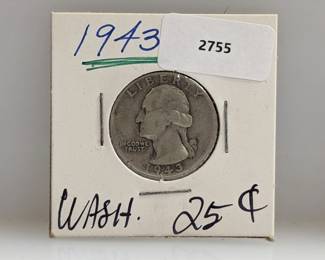 1943
2755
LIBERTY
IN GOD WE
TRUST
1943
WASH. 25¢